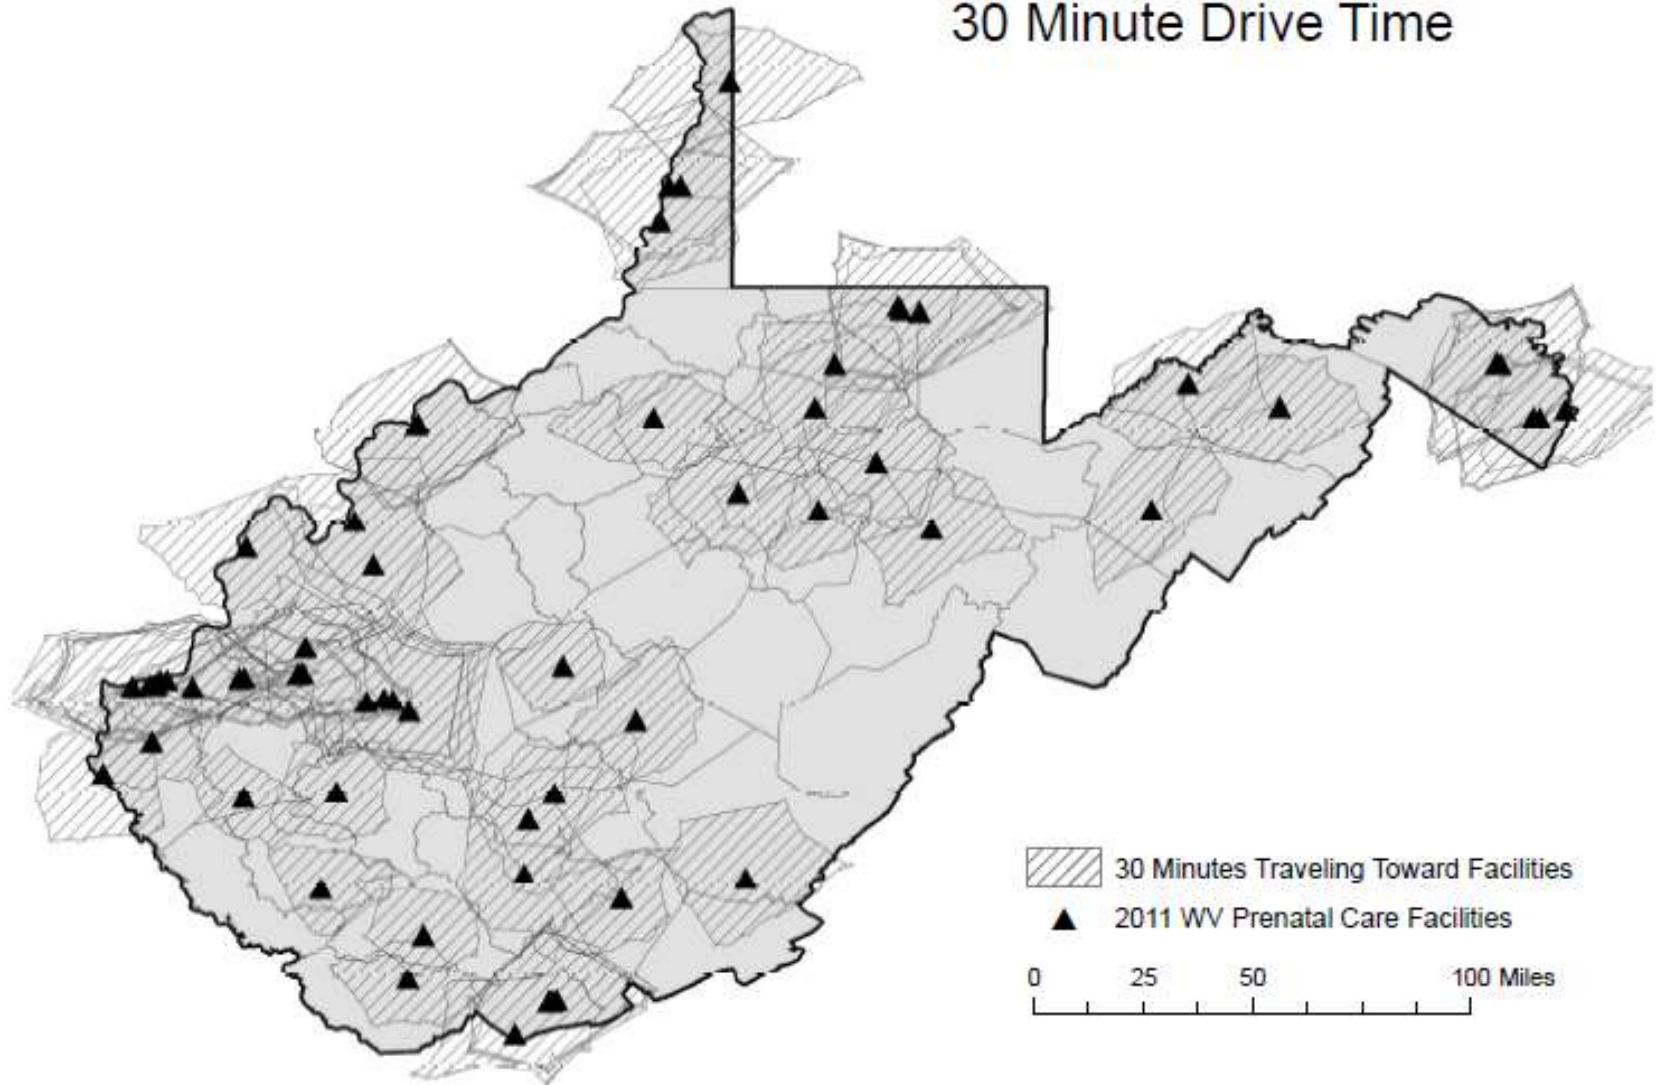 30 Minute Drive Time
30 Minutes Traveling Toward Facilities
2011 WV Prenatal Care Facilities
0 25 50 100 Miles